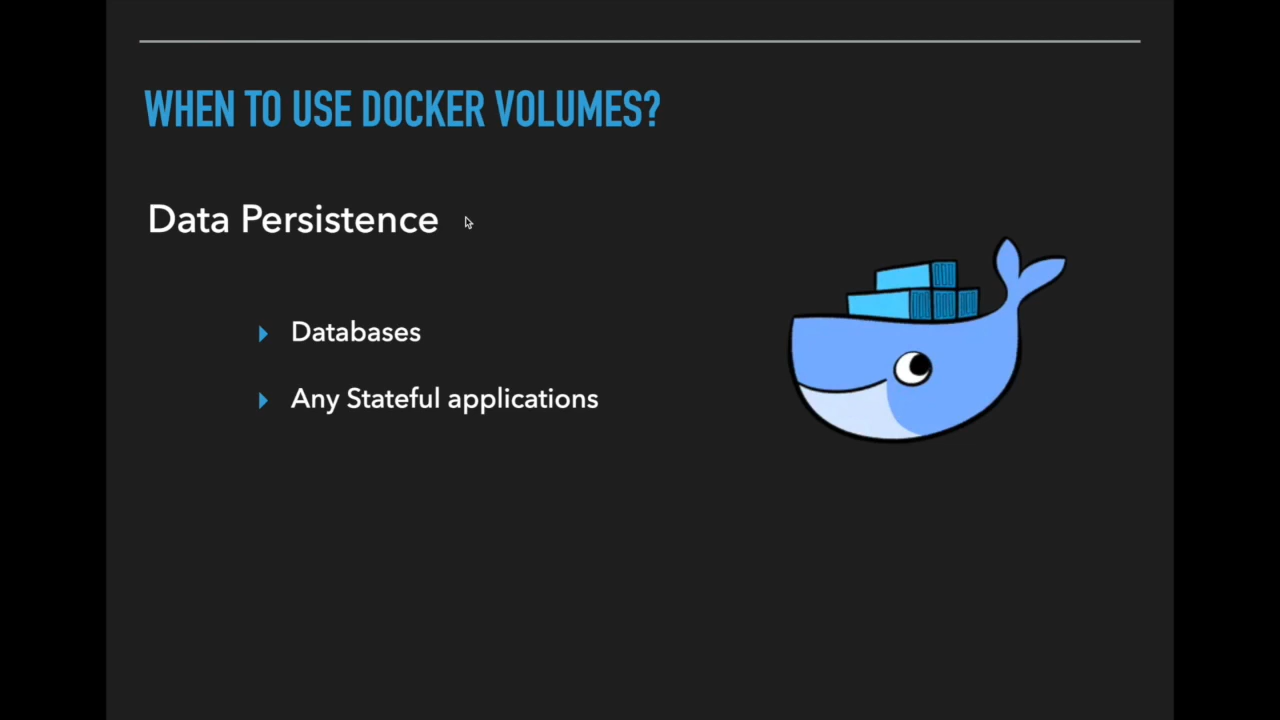 WHEN TO USE DOCKER VOLUMES?
Data Persistence
Databases
Any Stateful applications